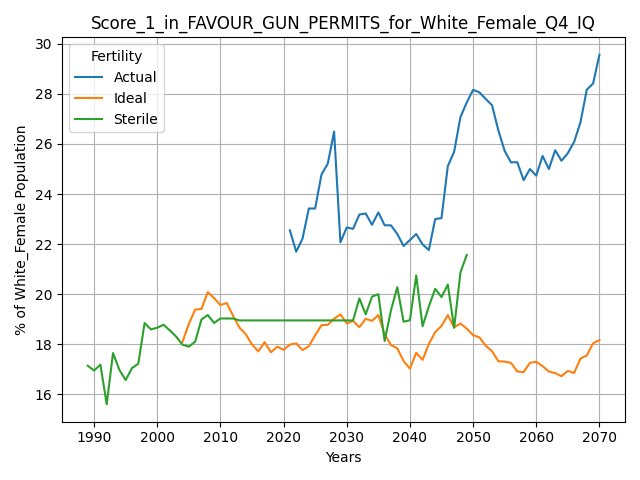 Score_1_in_FAVOUR_GUN_PERMITS_for_White_Female_Q4_IQ
% of White_Female Population
30
28
26
24
22
20
18
16
Fertility
Actual
Ideal
Sterile
1990 2000 2010 2020 2030 2040 2050 2060 2070
Years